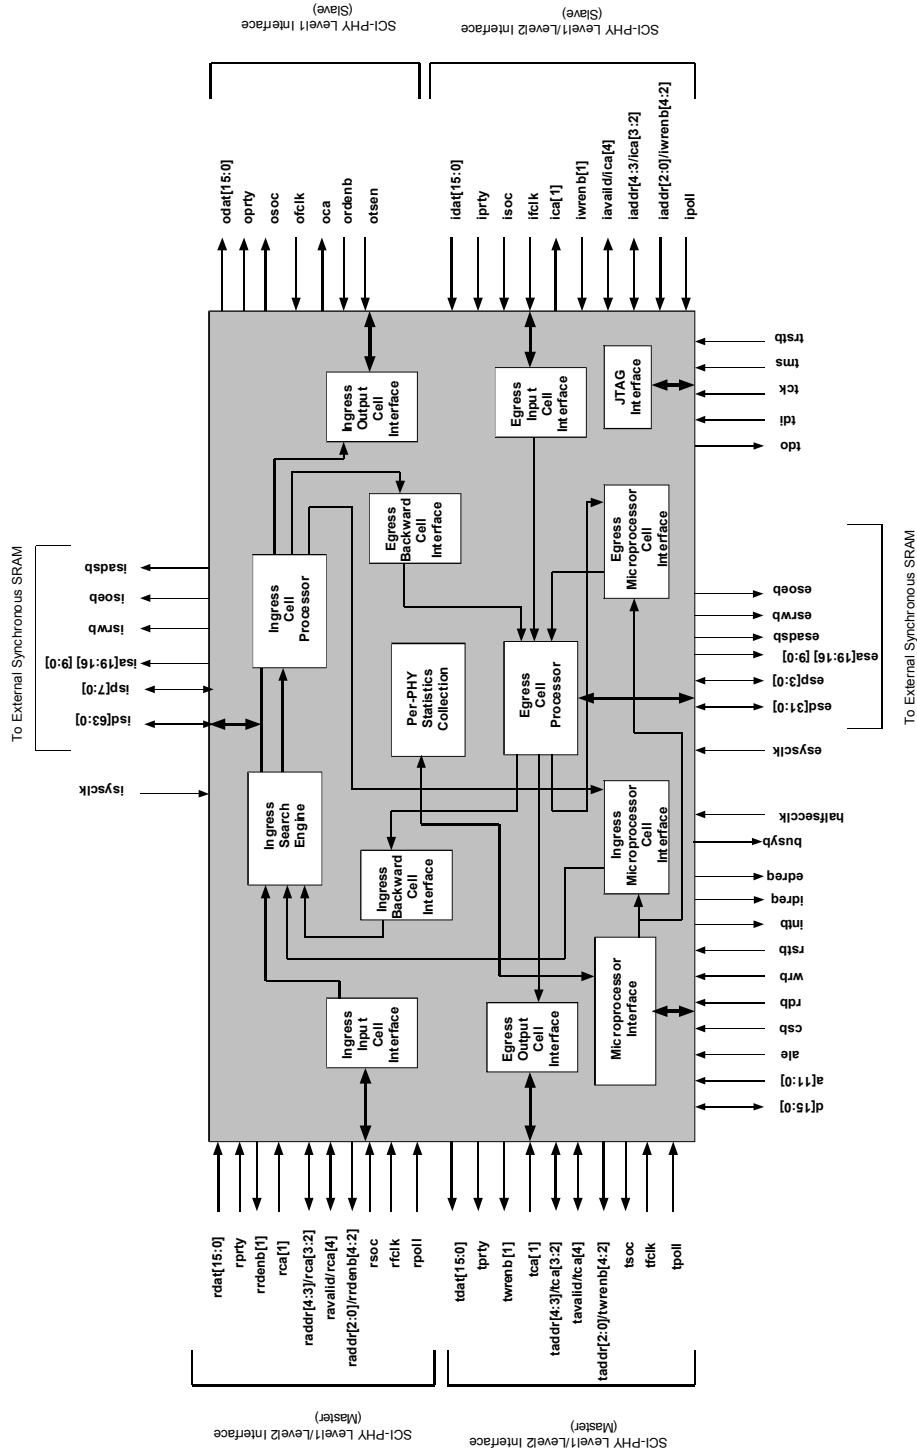 SCI-PHY Level1 Interface
(Slave)
SCI-PHY Level1/Level2 Interface
(Slave)
odat[15:0]
oprty
osoc
ofclk
oca
ordenb
otsen
idat[15:0]
iprty
isoc
ifclk
ica[1]
iwrenb[1]
iavaild/ica[4]
iaddr[4:3/ica[3:2]
iaddr[2:0]/iwrenb[4:2]
ipoll
To External Synchronous SRAM
isadsb
isoeb
isrwb
isa[19:16] [9:0]
isp[7:0]
isd[63:0]
isysclk
Ingress
Output
Cell
Interface
Egress
Input
Cell
Interface
JTAG
Interface
Egress
Backward
Cell
Interface
Egress
Microprocessor
Cell
Interface
Ingress
Cell
Processor
Per-PHY
Statistics
Collection
Egress
Cell
Processor
Ingress
Search
Engine
Ingress
Backward
Cell
Interface
Ingress
Microprocessor
Cell
Interface
Ingress
Input
Cell
Interface
Egress
Output
Cell
Interface
Microprocessor
Interface
trstb
tms
tck
tdi
tdo
esoeb
esrwb
esadsb
esa[19:16] [9:0]
esp[3:0]
esd[31:0]
To External Synchronous SRAM
esysclk
halfsecclk
busyb
edreq
idreq
intb
rstb
wrb
rdb
csb
ale
a[11:0]
d[15:0]
rdat[15:0]
rprty
rrdenb[1]
rca[1]
raddr[4:3]/rca[3:2]
ravalid/rca[4]
raddr[2:0]/rrdenb[4:2]
rsoc
rfclk
rpoll
tdat[15:0]
tprty
twrenb[1]
tca[1]
taddr[4:3]/tca[3:2]
tavalid/tca[4]
taddr[2:0]/twrenb[4:2]
tsoc
tfclk
tpoll
SCI-PHY Level1/Level2 Interface
(Master)
SCI-PHY Level1/Level2 Interface
(Master)